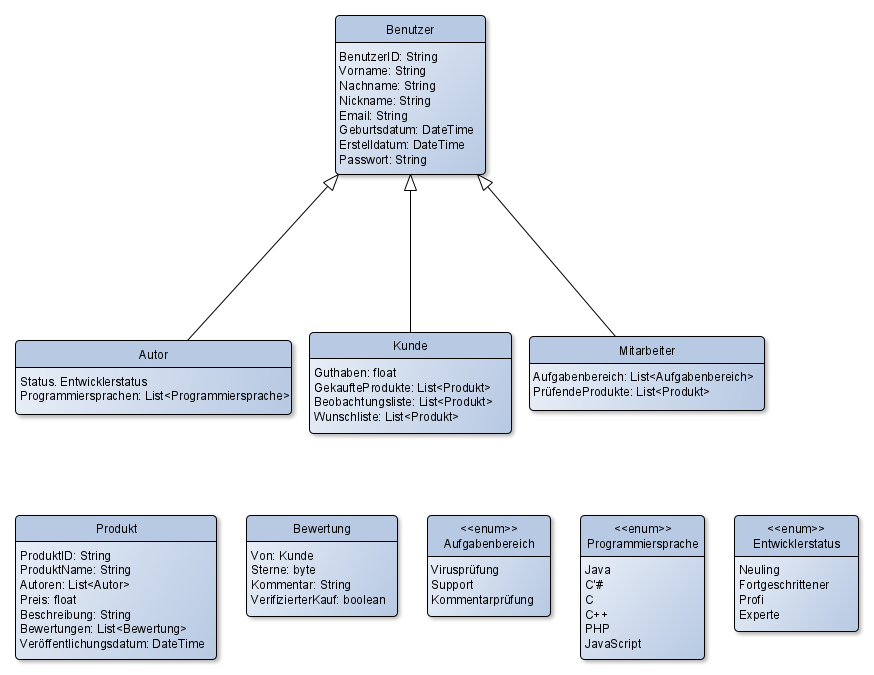 Benutzer
BenutzerID: String
Vorname: String
Nachname: String
Nickname: String
Email: String
Geburtsdatum: DateTime
Erstelldatum: DateTime
Passwort: String
Autor
Status. Entwicklerstatus
Programmiersprachen: List<Programmiersprache>
Kunde
Guthaben: float
GekaufteProdukte: List<Produkt>
Beobachtungsliste: List<Produkt>
Wunschliste: List<Produkt>
Mitarbeiter
Aufgabenbereich: List<Aufgabenbereich>
PrüfendeProdukte: List<Produkt>
Produkt
ProduktID: String
ProduktName: String
Autoren: List<Autor>
Preis: float
Beschreibung: String
Bewertungen: List<Bewertung>
Veröffentlichungsdatum: DateTime
Bewertung
Von: Kunde
Sterne: byte
Kommentar: String
VerifizierterKauf: boolean
<<enum>>
Aufgabenbereich
Virusprüfung
Support
Kommentarprüfung
<<enum>>
Programmiersprache
Java
C'#
C
C++
PHP
JavaScript
<<enum>>
Entwicklerstatus
Neuling
Fortgeschrittener
Profi
Experte